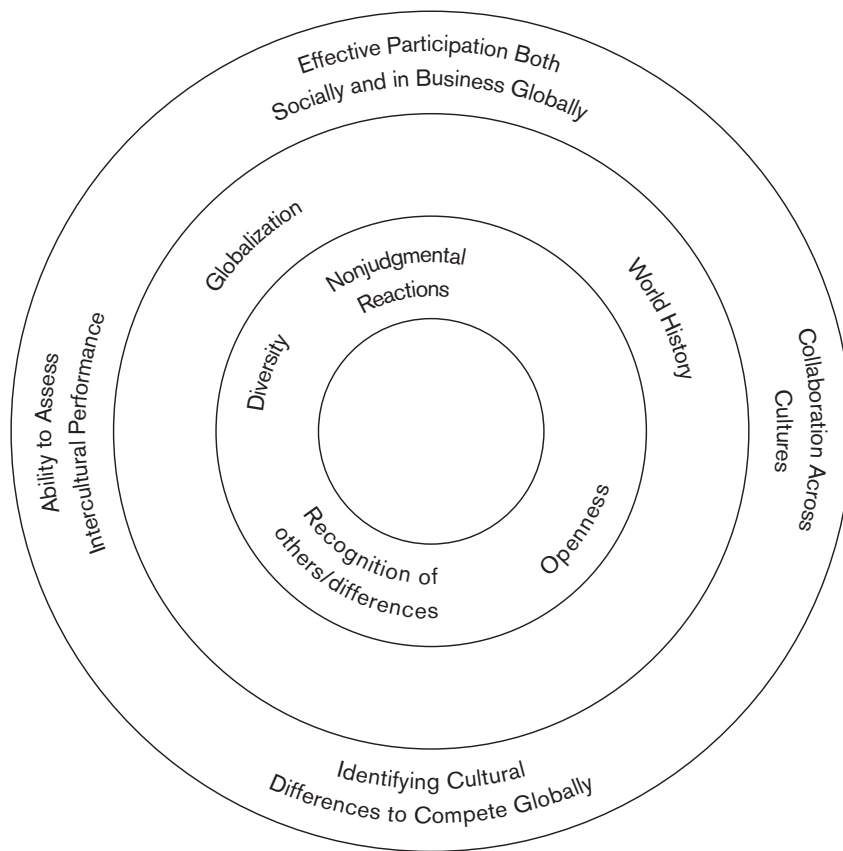 Effective Participation Both
Socially and in Business Globally
Globalization
World History
Nonjudgmental
Reactions
Diversity
Openness
Recognition of
others/differences
Ability to Assess
Intercultural Performance
Collaboration Across
Cultures
Identifying Cultural
Differences to Compete Globally